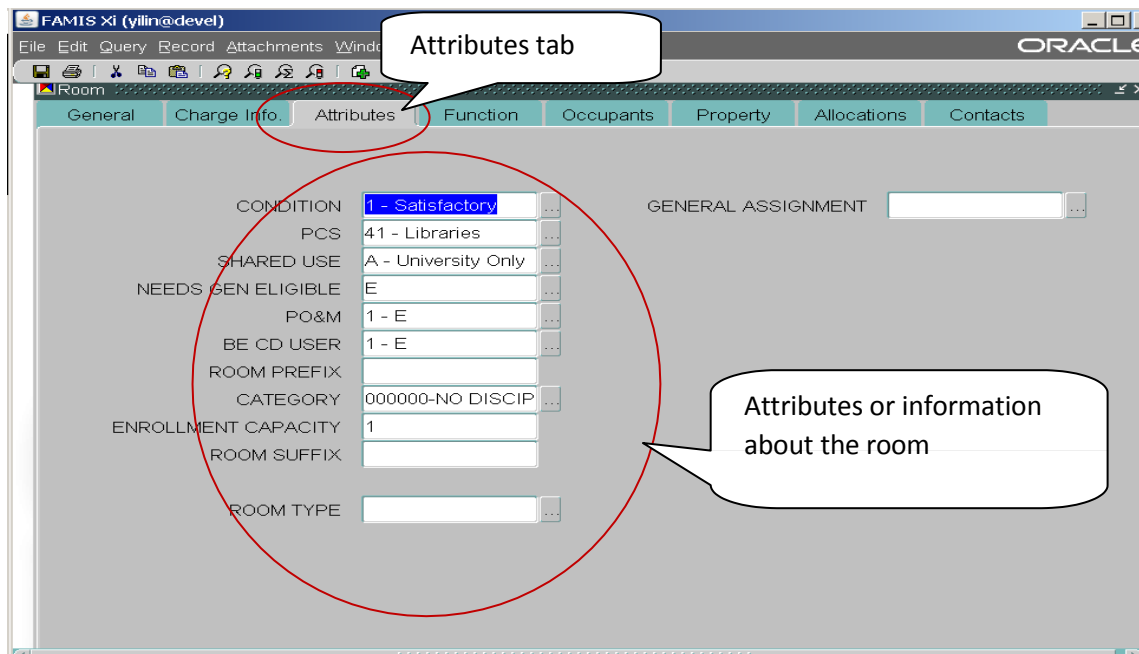 FAMIS Xi (yilin@devel)
Attributes tab
File Edit Query Record Attachments
ORACLE
Room
General Charge Info. Attributes Function Occupants Property Allocations Contacts
CONDITION 1 - Satisfactory ... GENERAL ASSIGNMENT ...
PCS 41 - Libraries ...
SHARED USE A - University Only ...
NEEDS GEN ELIGIBLE E ...
PO&M 1 - E ...
BE CD USER 1 - E ...
ROOM PREFIX
CATEGORY 000000-NO DISCIP ...
ENROLLMENT CAPACITY 1
ROOM SUFFIX
ROOM TYPE ...
Attributes or information
about the room